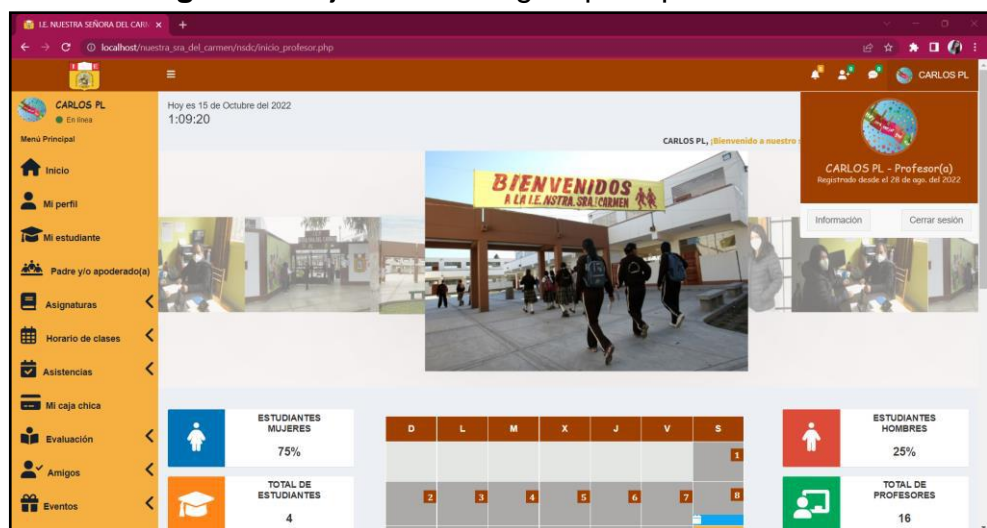 I.E. NUESTRA SEÑORA DEL CARM
localhost/nuestra_sra_del_carmen/nsdc/inicio_profesor.php
CARLOS PL
CARLOS PL
En línea
Menú Principal
Inicio
Mi perfil
Mi estudiante
Padre y/o apoderado(a)
Asignaturas
Horario de clases
Asistencias
Mi caja chica
Evaluación
Amigos
Eventos
Hoy es 15 de Octubre del 2022
1:09:20
CARLOS PL, ¡Bienvenido a nuestro
CARLOS PL - Profesor(a)
Registrado desde el 28 de ago. del 2022
Información
Cerrar sesión
BIENVENIDOS
A LA I.E. NSTRA. SRA. CARMEN
ESTUDIANTES
MUJERES
75%
TOTAL DE
ESTUDIANTES
4
D L M X J V S
1
2 3 4 5 6 7 8
ESTUDIANTES
HOMBRES
25%
TOTAL DE
PROFESORES
16